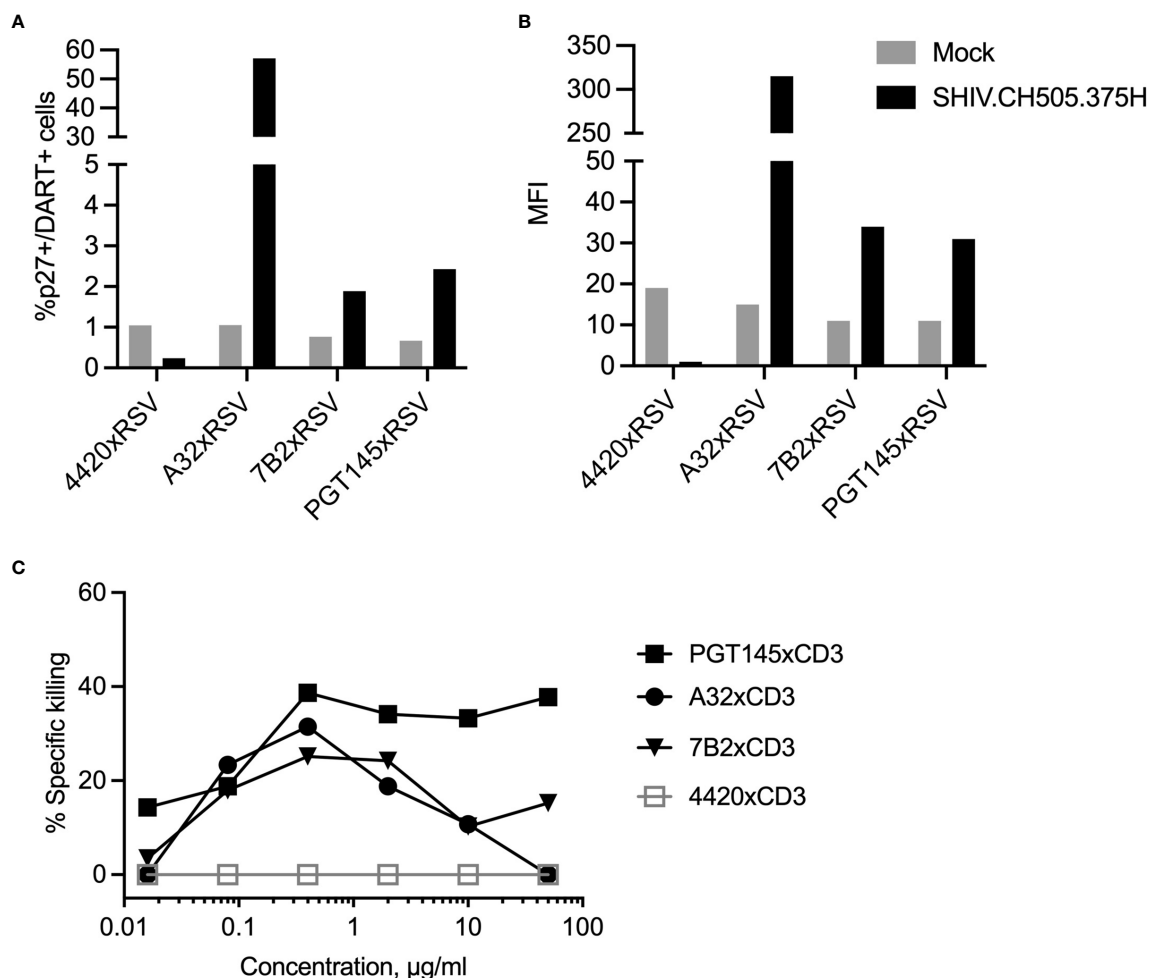 A
%p27+/DART+ cells
60
50
40
30
5
4
3
2
1
0
4420xRSV
A32xRSV
7B2xRSV
PGT145xRSV
B
MFI
350
300
250
50
40
30
20
10
0
4420xRSV
A32xRSV
7B2xRSV
PGT145xRSV
Mock
SHIV.CH505.375H
C
% Specific killing
60
40
20
0
0.01
0.1
1
10
100
Concentration, µg/ml
PGT145xCD3
A32xCD3
7B2xCD3
4420xCD3